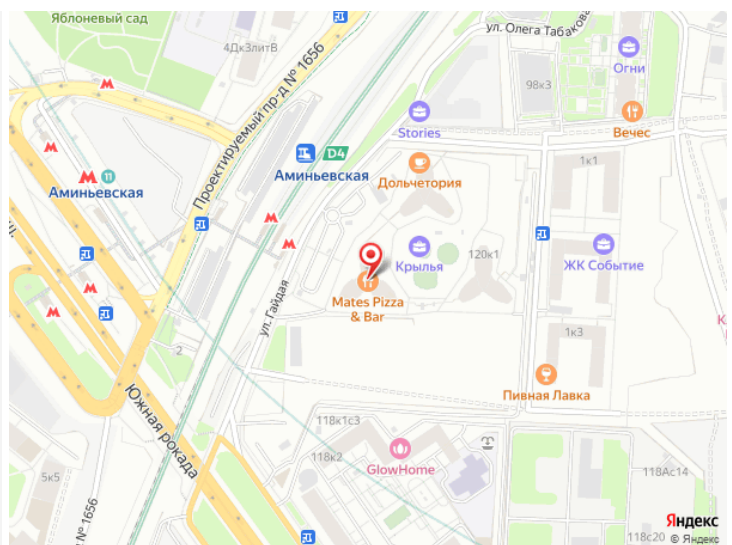 Яблоневый сад
4Дк3литВ
ул. Олега Табакова
Огни
98к3
Проектируемый пр-д № 1656
Stories
Вечес
D4
Аминьевская
Дольчетория
1к1
11
Аминьевская
Крылья
120к1
ЖК Событие
Mates Pizza
& Bar
ул. Гайдая
1к3
2
Пивная Лавка
Южная рокада
118к1с3
118к2
GlowHome
5к5
118Ас14
№ 1656
118с20
Яндекс
© Яндекс